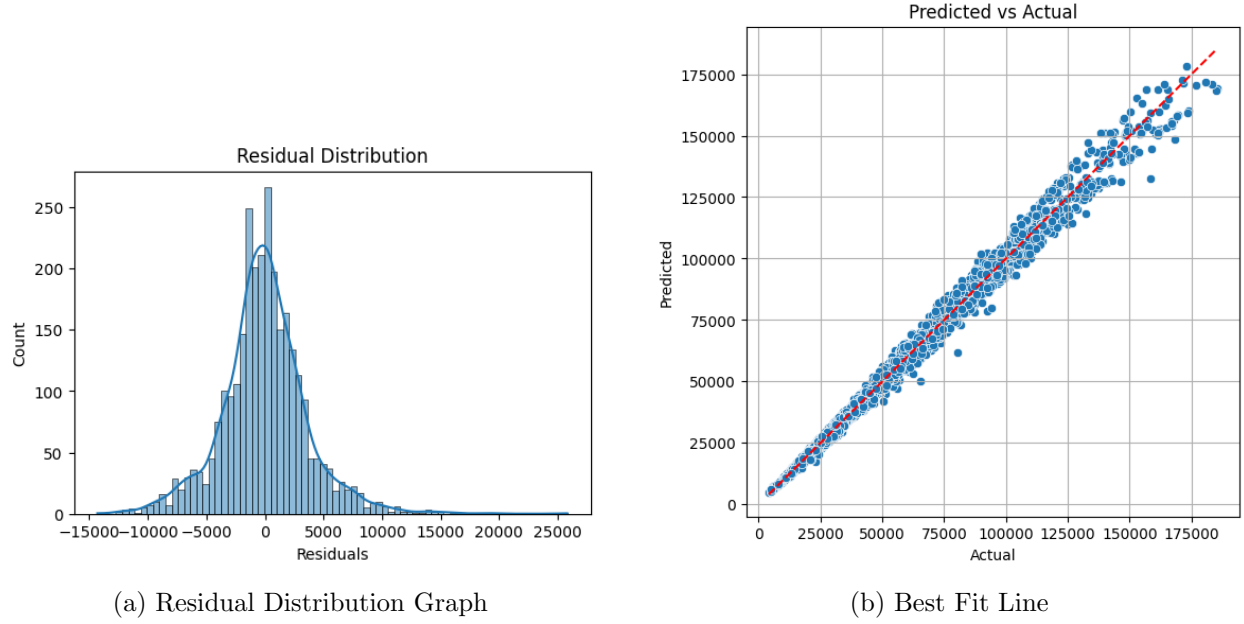 Residual Distribution
250
200
150
100
50
0
Count
−15000 −10000 −5000 0 5000 10000 15000 20000 25000
Residuals
(a) Residual Distribution Graph
Predicted vs Actual
175000
150000
125000
100000
75000
50000
25000
0
Predicted
0 25000 50000 75000 100000 125000 150000 175000
Actual
(b) Best Fit Line